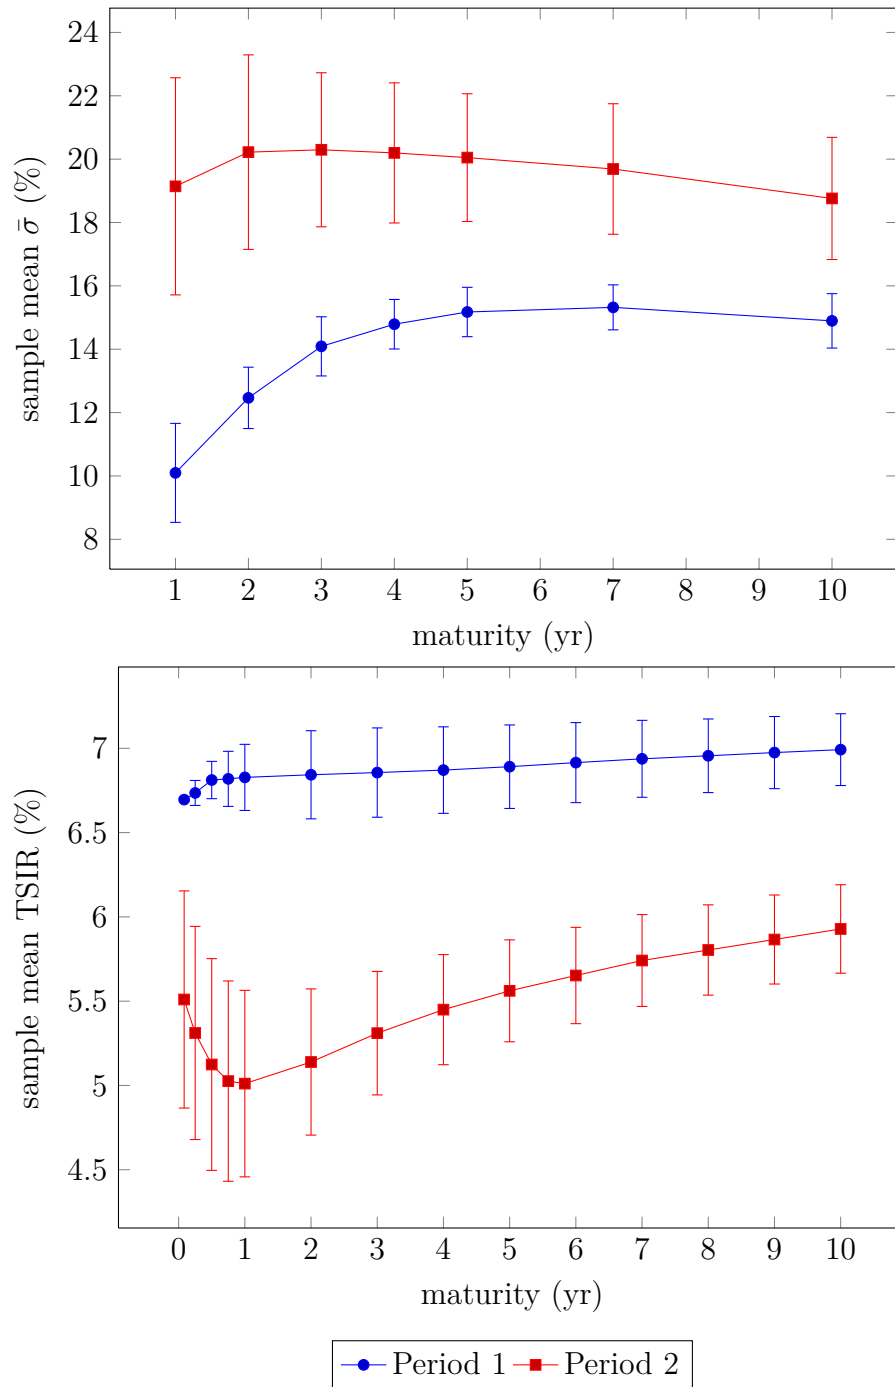 24
22
20
18
16
14
12
10
8
sample mean σ̄ (%)
1 2 3 4 5 6 7 8 9 10
maturity (yr)
7
6.5
6
5.5
5
4.5
sample mean TSIR (%)
0 1 2 3 4 5 6 7 8 9 10
maturity (yr)
Period 1 Period 2